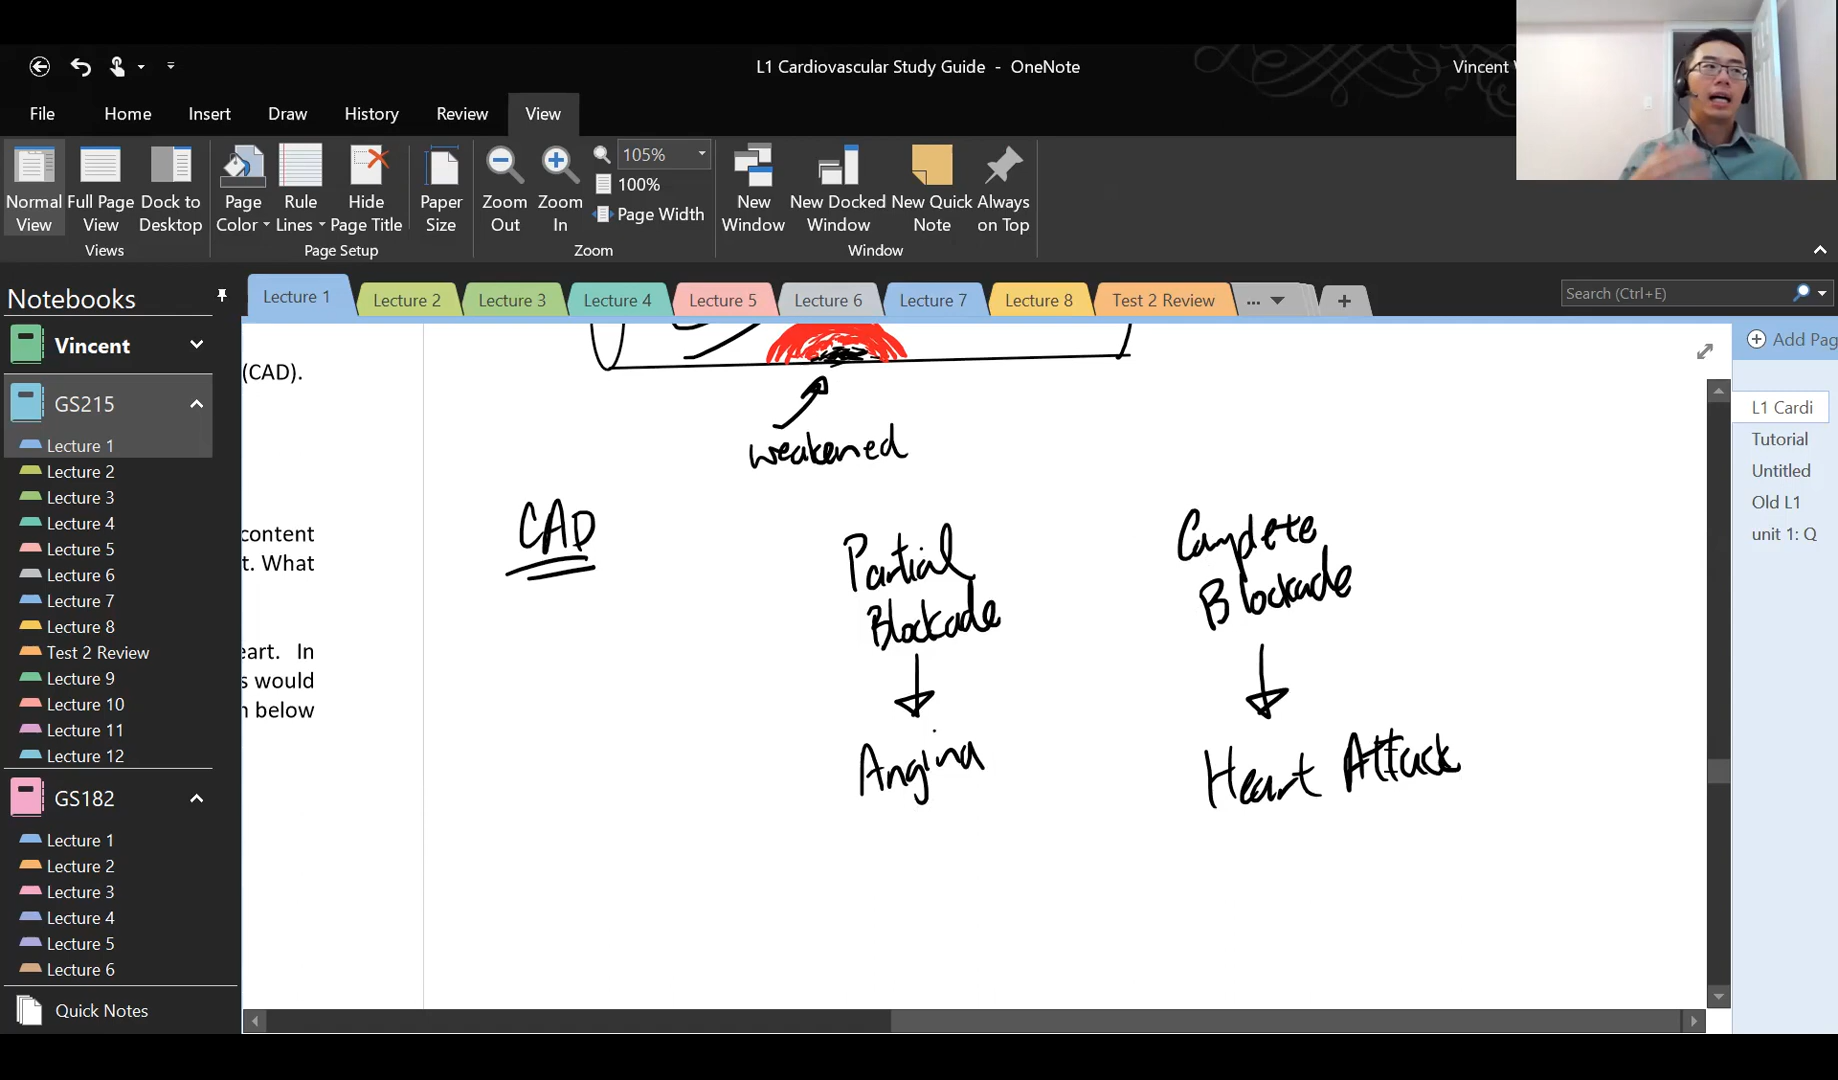 L1 Cardiovascular Study Guide - OneNote
Vincent
File Home Insert Draw History Review View
Normal View
Full Page View
Dock to Desktop
Views
Page Color
Rule Lines
Hide Page Title
Paper Size
Page Setup
Zoom Out
Zoom In
105%
100%
Page Width
Zoom
New Window
New Docked Window
New Quick Note
Always on Top
Window
Notebooks
Lecture 1
Lecture 2
Lecture 3
Lecture 4
Lecture 5
Lecture 6
Lecture 7
Lecture 8
Test 2 Review
...
Search (Ctrl+E)
Vincent
GS215
Lecture 1
Lecture 2
Lecture 3
Lecture 4
Lecture 5
Lecture 6
Lecture 7
Lecture 8
Test 2 Review
Lecture 9
Lecture 10
Lecture 11
Lecture 12
GS182
Lecture 1
Lecture 2
Lecture 3
Lecture 4
Lecture 5
Lecture 6
Quick Notes
(CAD).
content
t. What
eart. In
s would
n below
weakened
CAD
Partial
Blockade
Angina
Complete
Blockade
Heart Attack
Add Pag
L1 Cardi
Tutorial
Untitled
Old L1
unit 1: Q